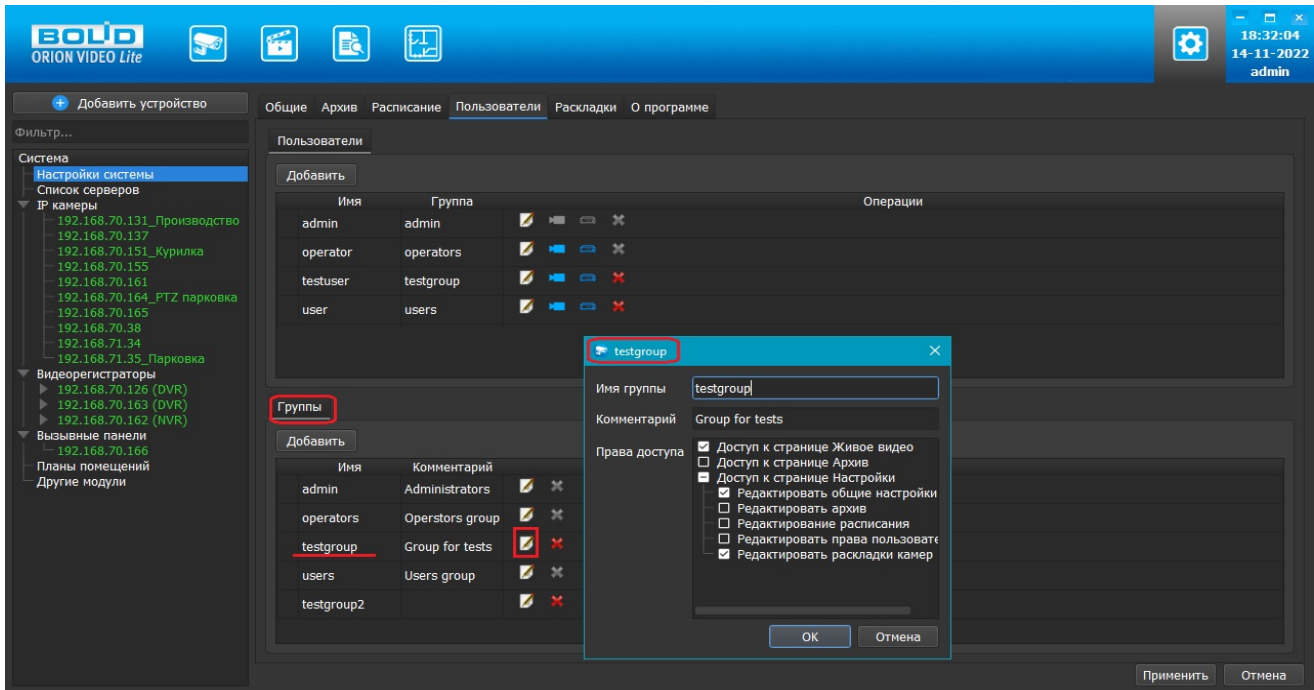 BOLID
ORION VIDEO Lite
18:32:04
14-11-2022
admin
Добавить устройство
Фильтр...
Система
Настройки системы
Список серверов
IP камеры
192.168.70.131_Производство
192.168.70.137
192.168.70.151_Курилка
192.168.70.155
192.168.70.161
192.168.70.164_PTZ парковка
192.168.70.165
192.168.70.38
192.168.71.34
192.168.71.35_Парковка
Видеорегистраторы
192.168.70.126 (DVR)
192.168.70.163 (DVR)
192.168.70.162 (NVR)
Вызывные панели
192.168.70.166
Планы помещений
Другие модули
Общие Архив Расписание Пользователи Раскладки О программе
Пользователи
Добавить
Имя Группа Операции
admin admin
operator operators
testuser testgroup
user users
Группы
Добавить
Имя Комментарий
admin Administrators
operators Operstors group
testgroup Group for tests
users Users group
testgroup2
testgroup
Имя группы testgroup
Комментарий Group for tests
Права доступа
Доступ к странице Живое видео
Доступ к странице Архив
Доступ к странице Настройки
Редактировать общие настройки
Редактировать архив
Редактирование расписания
Редактировать права пользовате
Редактировать раскладки камер
OK Отмена
Применить Отмена